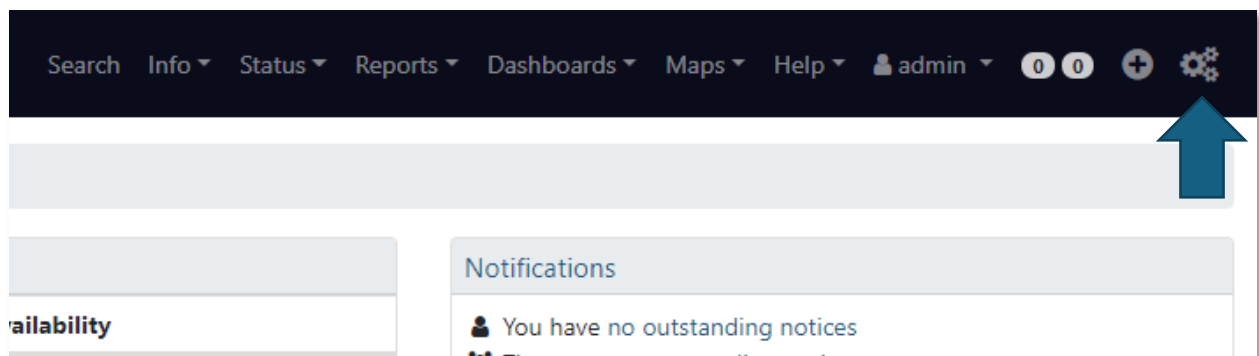 Search Info Status Reports Dashboards Maps Help admin 0 0
Notifications
ailability
You have no outstanding notices